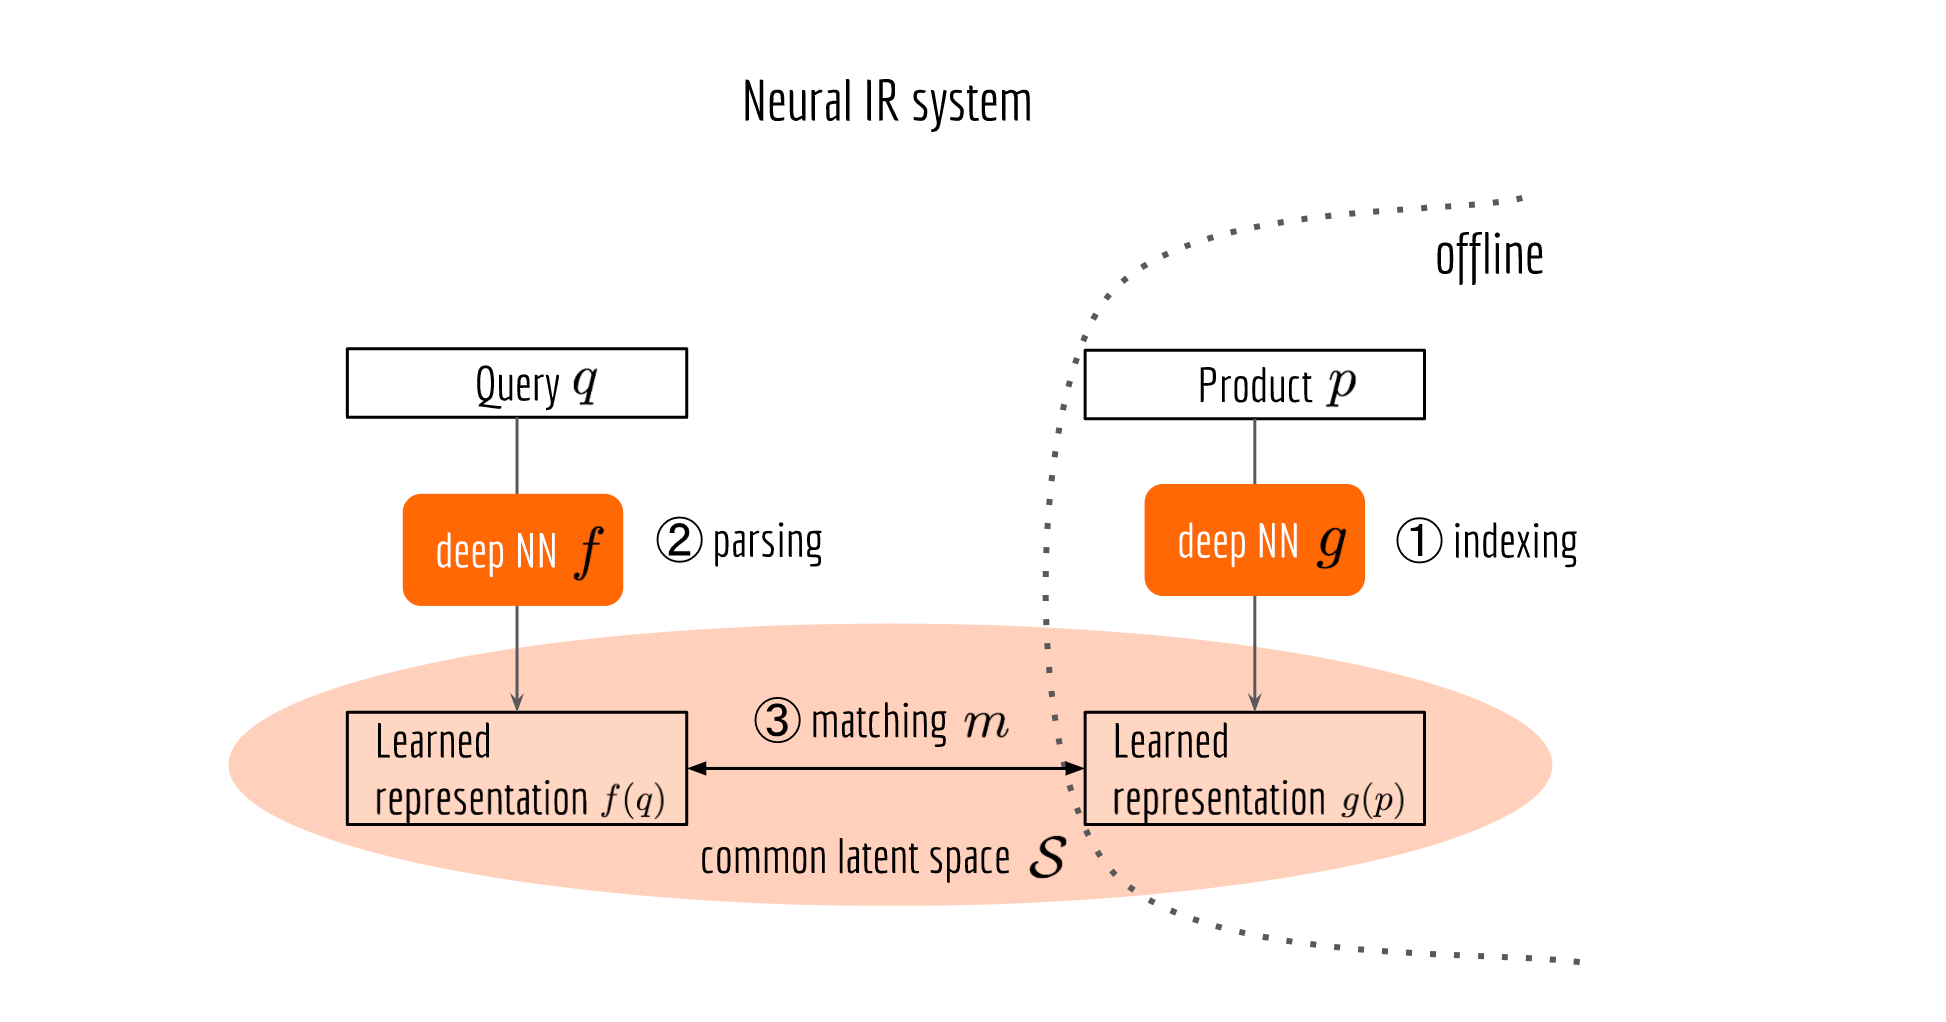 Neural IR system
offline
Query q
Product p
deep NN f
② parsing
deep NN g
① indexing
③ matching m
Learned
representation f(q)
Learned
representation g(p)
common latent space 𝒮